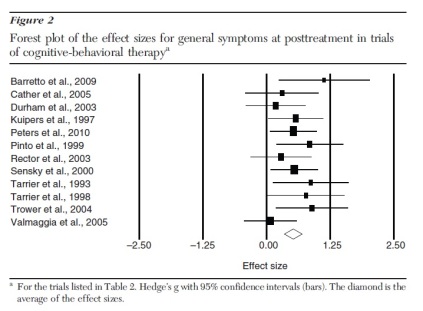 Figure 2
Forest plot of the effect sizes for general symptoms at posttreatment in trials
of cognitive-behavioral therapyª
Barretto et al., 2009
Cather et al., 2005
Durham et al., 2003
Kuipers et al., 1997
Peters et al., 2010
Pinto et al., 1999
Rector et al., 2003
Sensky et al., 2000
Tarrier et al., 1993
Tarrier et al., 1998
Trower et al., 2004
Valmaggia et al., 2005
−2.50 −1.25 0.00 1.25 2.50
Effect size
ª For the trials listed in Table 2. Hedge's g with 95% confidence intervals (bars). The diamond is the
average of the effect sizes.